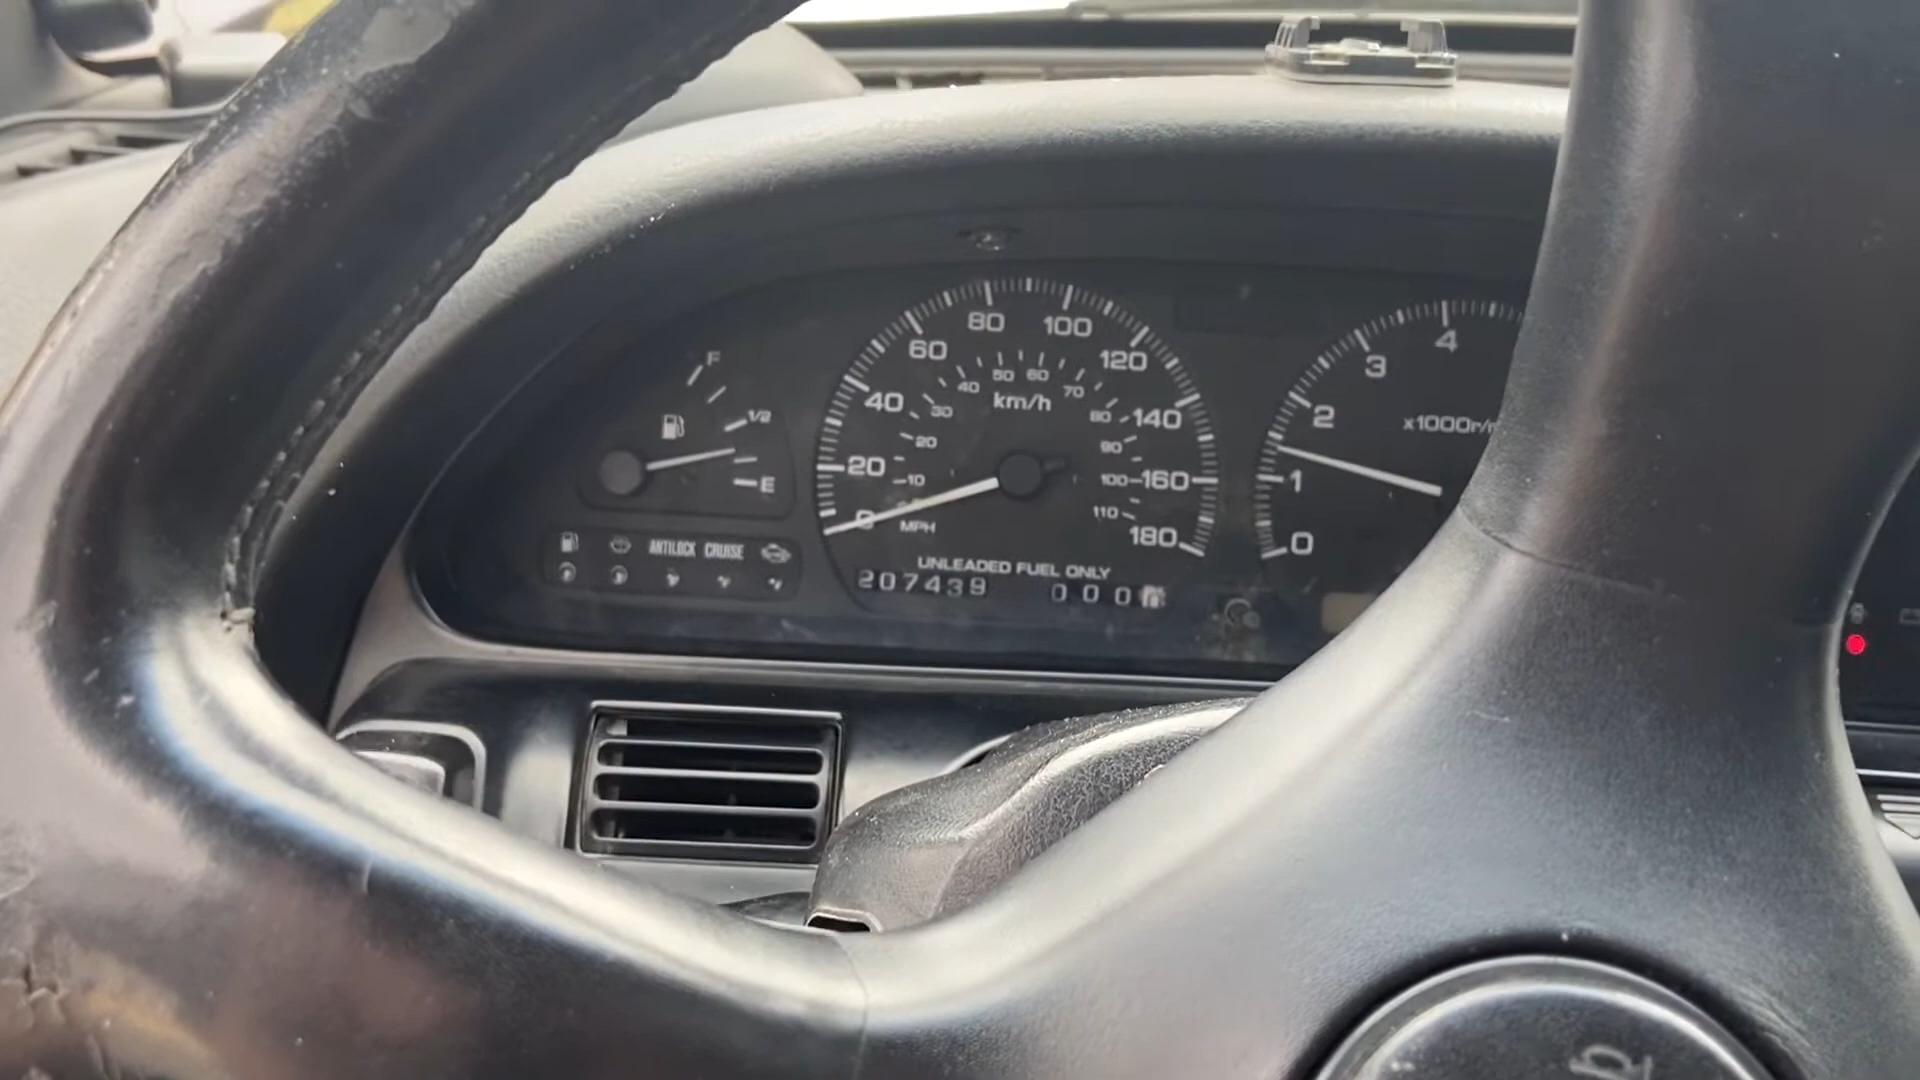 F
1/2
E
ANTILOCK CRUISE
0 20 40 60 80 100 120 140 160 180
km/h
10 20 30 40 50 60 70 80 90 100 110
MPH
UNLEADED FUEL ONLY
207439 000
0 1 2 3 4
x1000r/